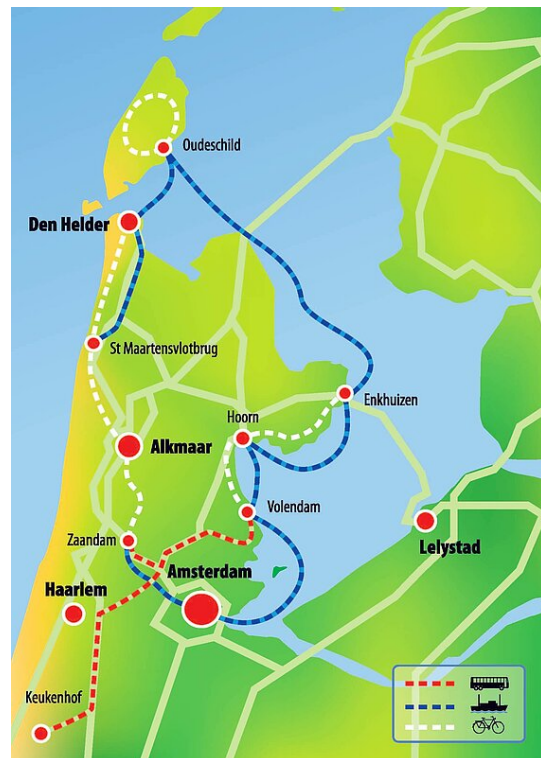 Oudeschild
Den Helder
St Maartensvlotbrug
Enkhuizen
Hoorn
Alkmaar
Volendam
Zaandam
Lelystad
Amsterdam
Haarlem
Keukenhof